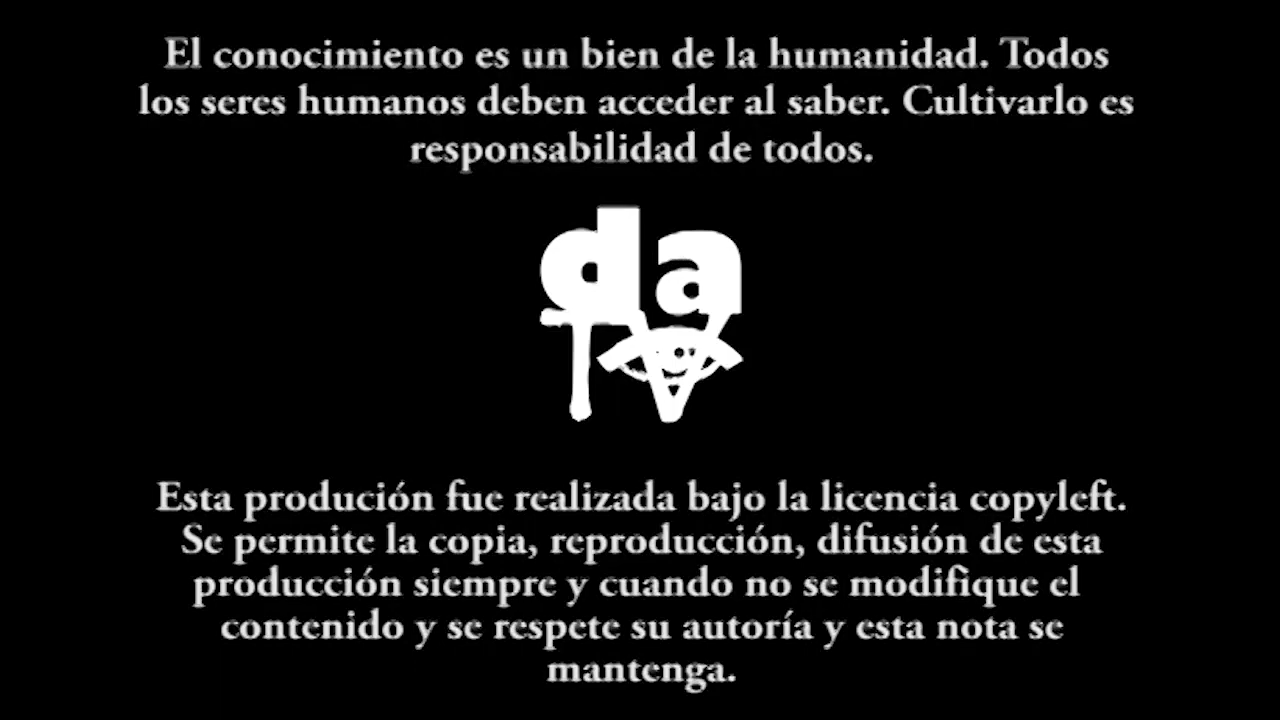 El conocimiento es un bien de la humanidad. Todos
los seres humanos deben acceder al saber. Cultivarlo es
responsabilidad de todos.
da
TV
Esta produción fue realizada bajo la licencia copyleft.
Se permite la copia, reproducción, difusión de esta
producción siempre y cuando no se modifique el
contenido y se respete su autoría y esta nota se
mantenga.